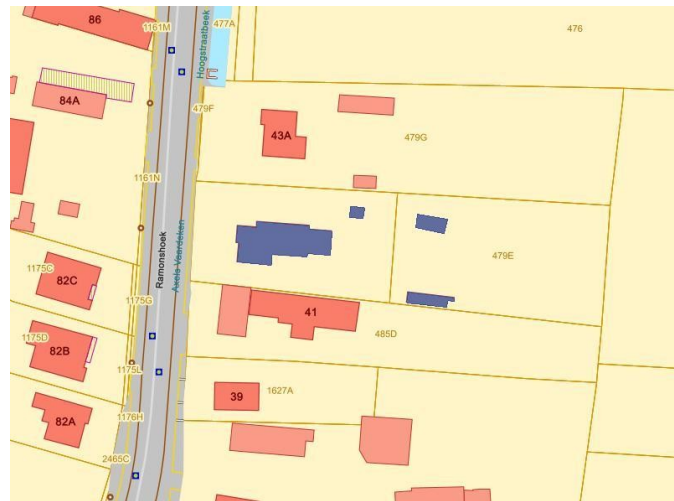 86
1161M
477A
476
Hoogstraatbeek
84A
479F
43A
479G
1161N
Ramonshoek
Axels Vaardeken
479E
1175C
82C
1175G
41
485D
1175D
82B
1175L
39
1627A
82A
1176H
2465C